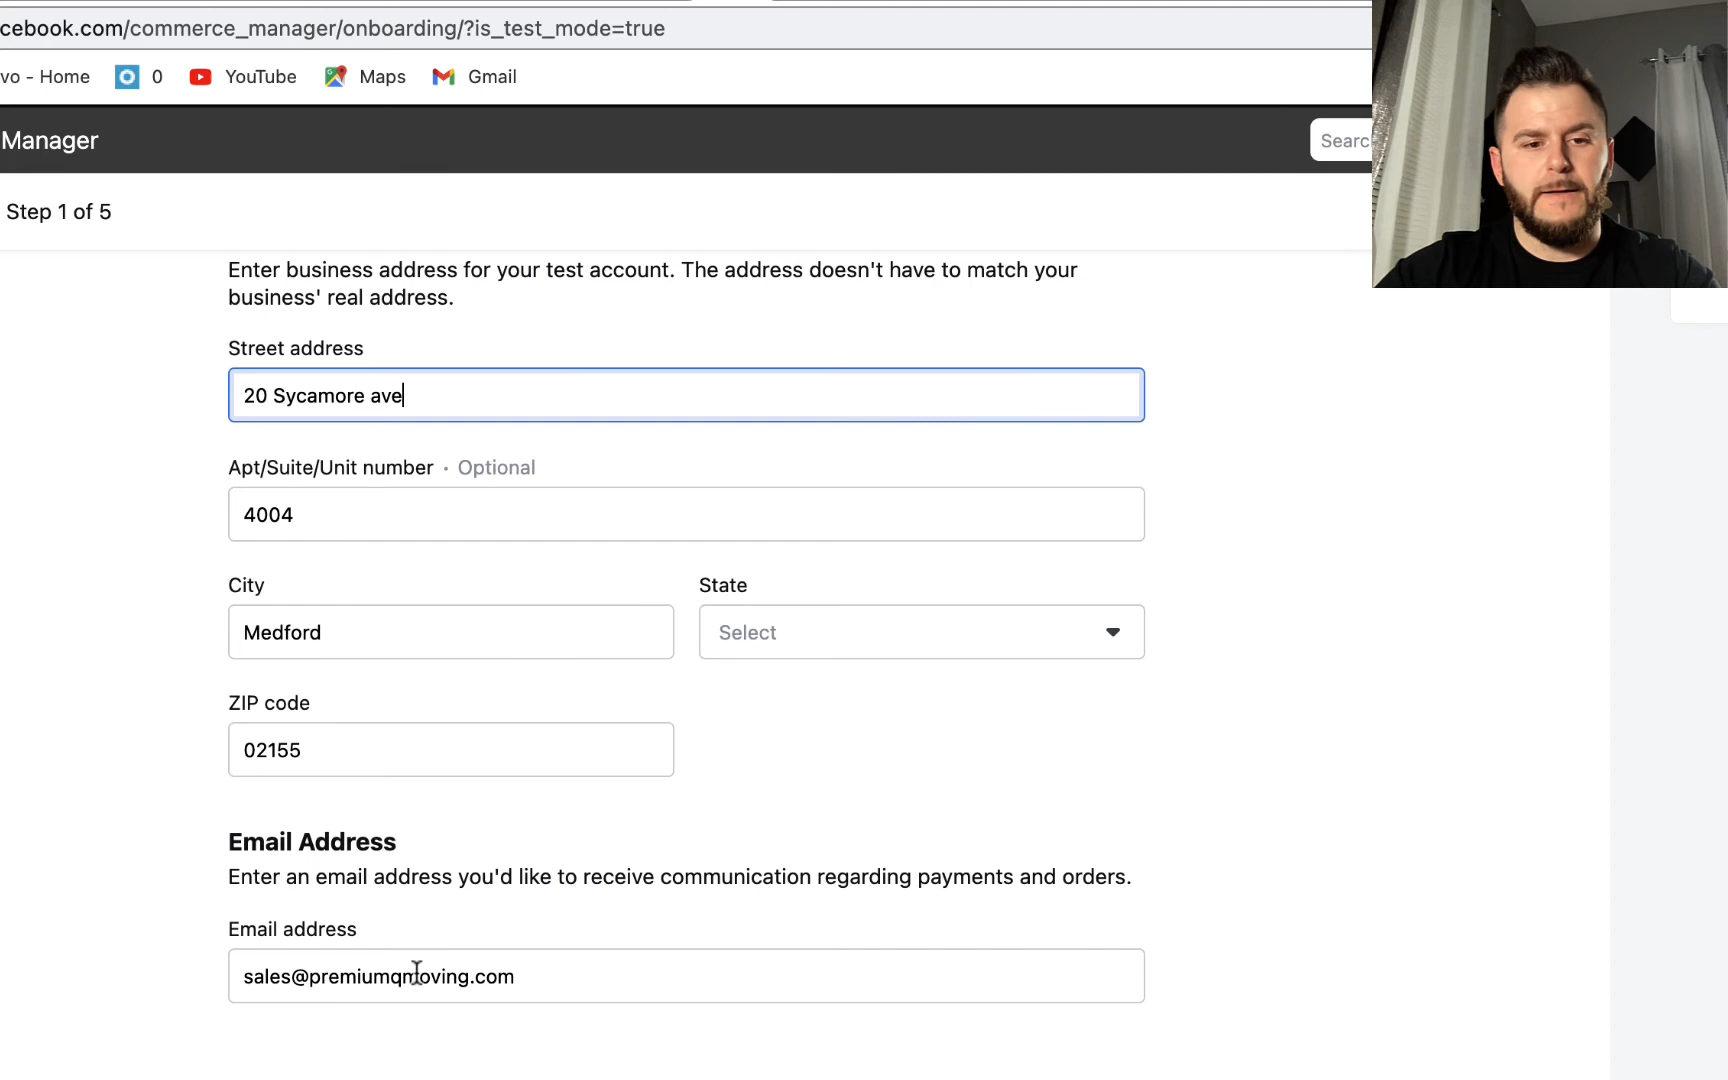 cebook.com/commerce_manager/onboarding/?is_test_mode=true
vo - Home 0 YouTube Maps Gmail
Manager Searc
Step 1 of 5
Enter business address for your test account. The address doesn't have to match your
business' real address.
Street address
20 Sycamore ave
Apt/Suite/Unit number · Optional
4004
City State
Medford Select
ZIP code
02155
Email Address
Enter an email address you'd like to receive communication regarding payments and orders.
Email address
sales@premiumqmoving.com